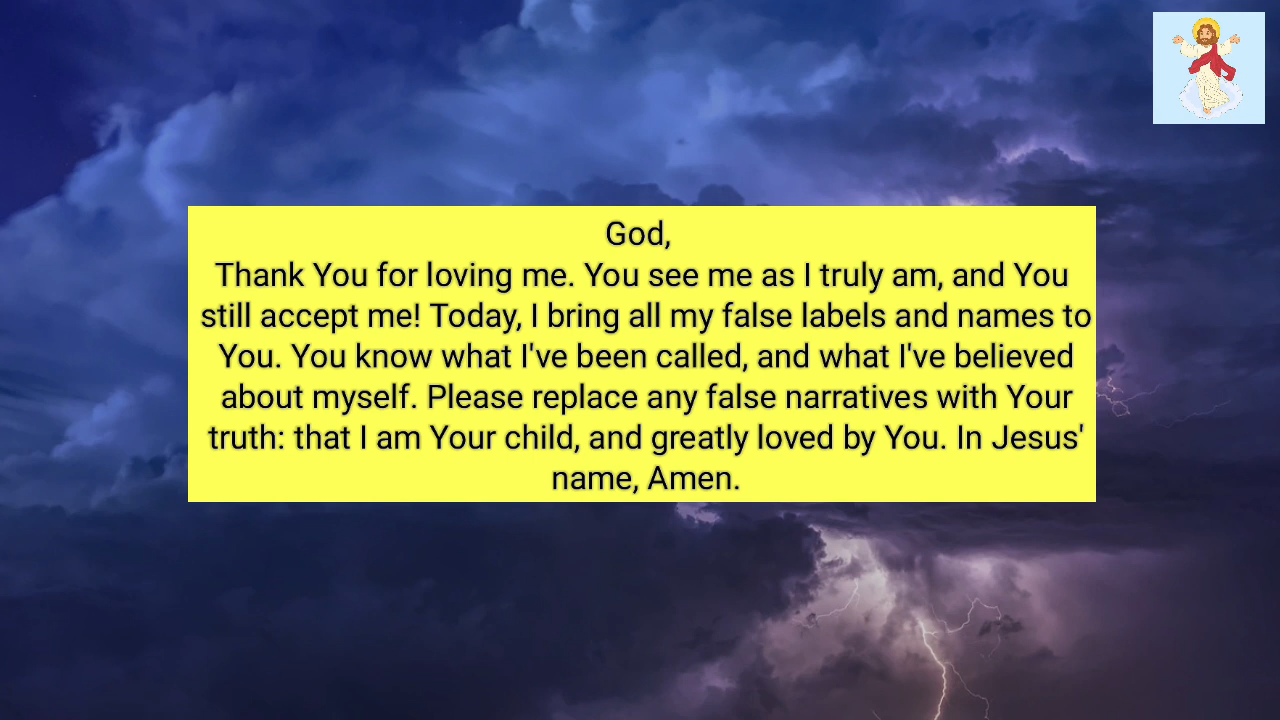 God,
Thank You for loving me. You see me as I truly am, and You
still accept me! Today, I bring all my false labels and names to
You. You know what I've been called, and what I've believed
about myself. Please replace any false narratives with Your
truth: that I am Your child, and greatly loved by You. In Jesus'
name, Amen.